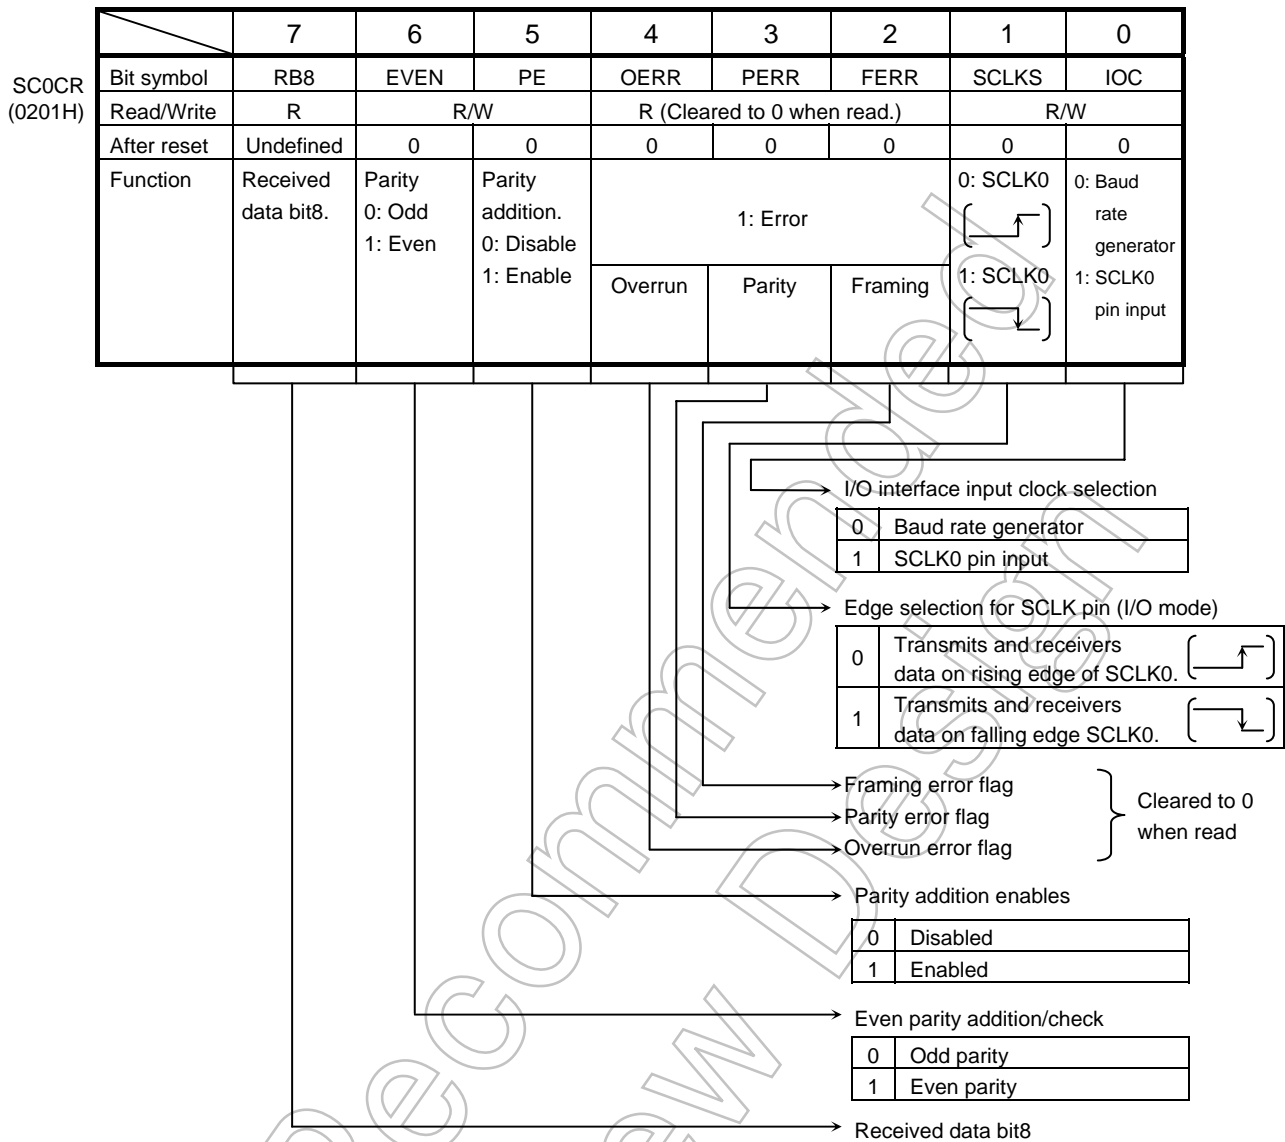 7 6 5 4 3 2 1 0
SC0CR
(0201H)
Bit symbol RB8 EVEN PE OERR PERR FERR SCLKS IOC
Read/Write R R/W R (Cleared to 0 when read.) R/W
After reset Undefined 0 0 0 0 0 0 0
Function
Received
data bit8.
Parity
0: Odd
1: Even
Parity
addition.
0: Disable
1: Enable
1: Error
Overrun Parity Framing
0: SCLK0
1: SCLK0
0: Baud
rate
generator
1: SCLK0
pin input
I/O interface input clock selection
0 Baud rate generator
1 SCLK0 pin input
Edge selection for SCLK pin (I/O mode)
0 Transmits and receivers
data on rising edge of SCLK0.
1 Transmits and receivers
data on falling edge SCLK0.
Framing error flag
Parity error flag
Overrun error flag
Cleared to 0
when read
Parity addition enables
0 Disabled
1 Enabled
Even parity addition/check
0 Odd parity
1 Even parity
Received data bit8
Recommended
Design